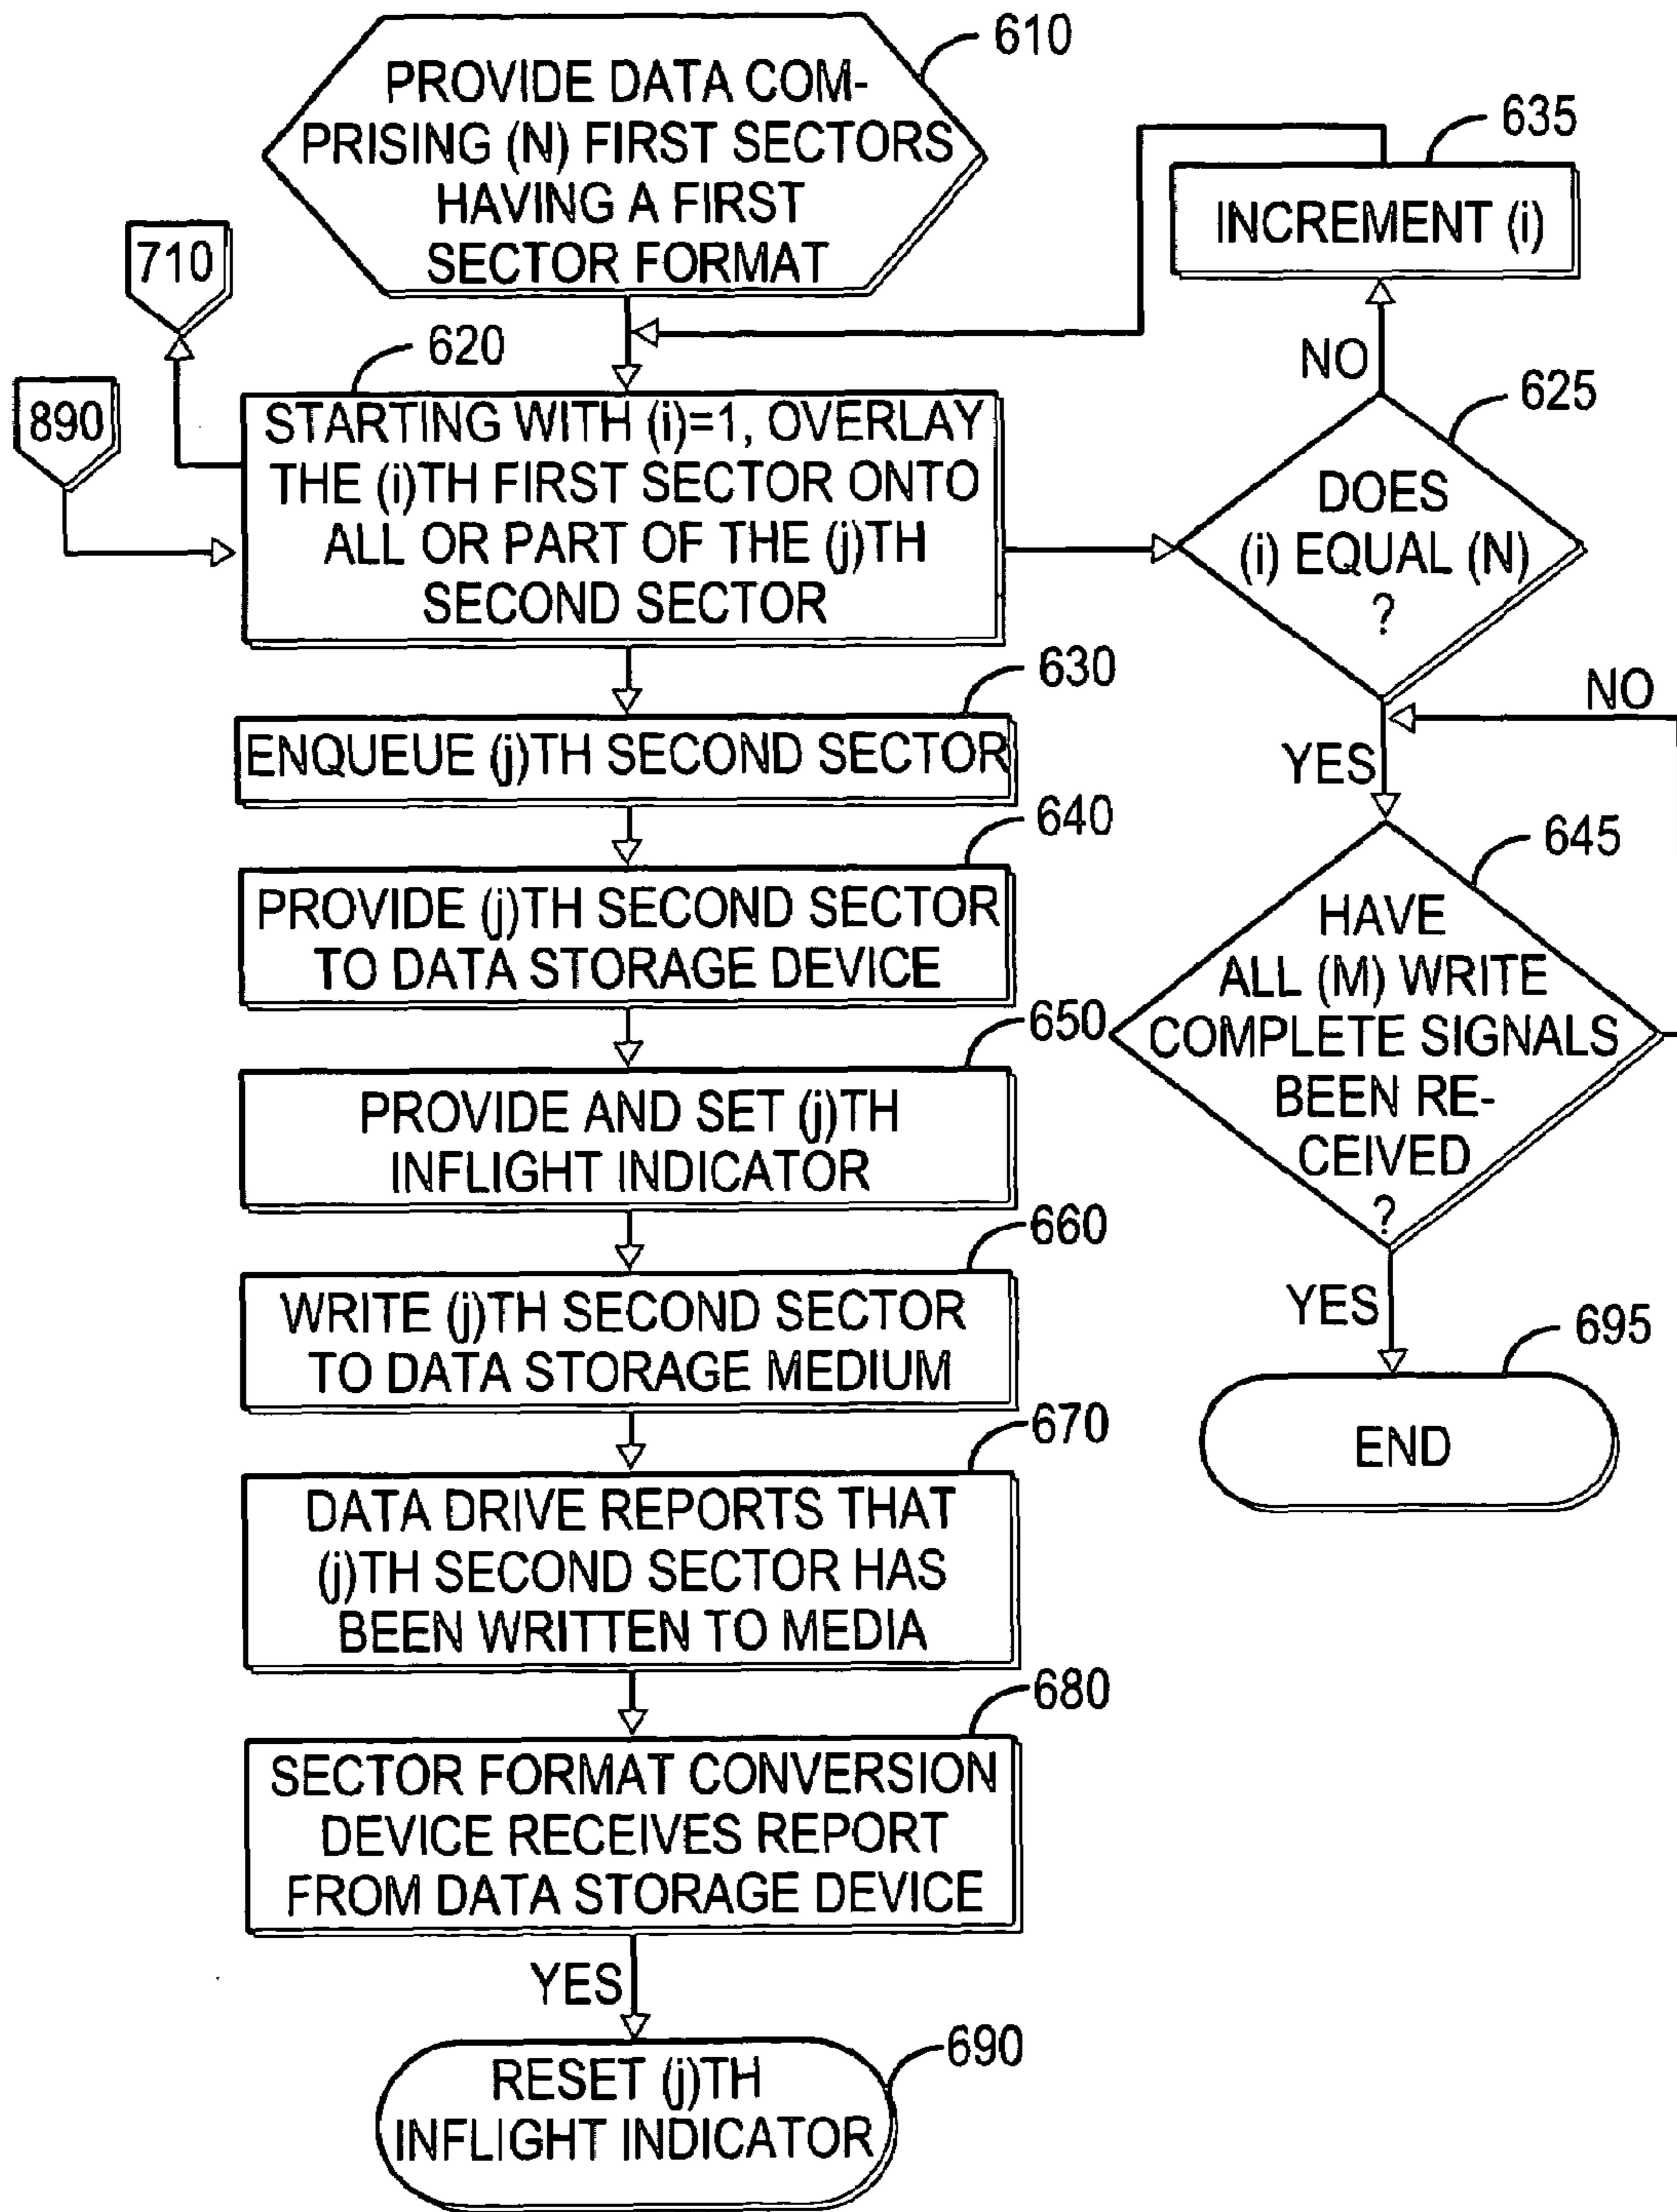 610
PROVIDE DATA COM-
PRISING (N) FIRST SECTORS
HAVING A FIRST
SECTOR FORMAT
635
INCREMENT (i)
710
890
620
STARTING WITH (i)=1, OVERLAY
THE (i)TH FIRST SECTOR ONTO
ALL OR PART OF THE (j)TH
SECOND SECTOR
NO
625
DOES
(i) EQUAL (N)
?
630
ENQUEUE (j)TH SECOND SECTOR
NO
YES
640
PROVIDE (j)TH SECOND SECTOR
TO DATA STORAGE DEVICE
645
HAVE
ALL (M) WRITE
COMPLETE SIGNALS
BEEN RE-
CEIVED
?
650
PROVIDE AND SET (j)TH
INFLIGHT INDICATOR
660
WRITE (j)TH SECOND SECTOR
TO DATA STORAGE MEDIUM
YES
695
END
670
DATA DRIVE REPORTS THAT
(j)TH SECOND SECTOR HAS
BEEN WRITTEN TO MEDIA
680
SECTOR FORMAT CONVERSION
DEVICE RECEIVES REPORT
FROM DATA STORAGE DEVICE
YES
690
RESET (j)TH
INFLIGHT INDICATOR